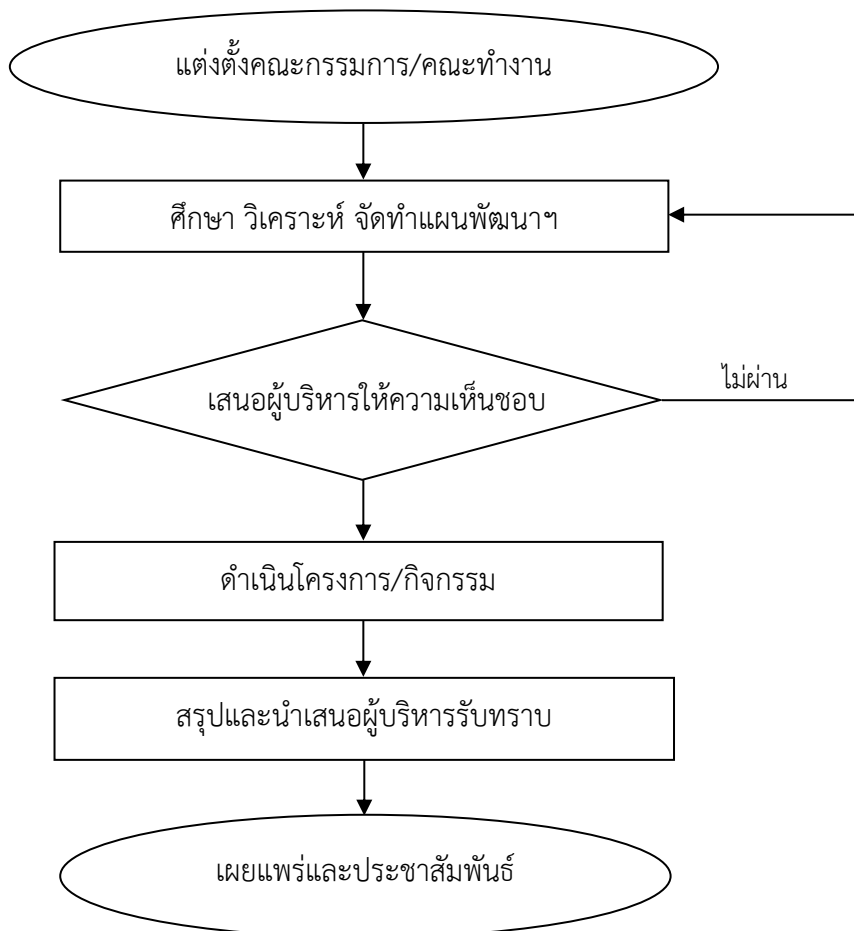 แต่งตั้งคณะกรรมการ/คณะทำงาน
ศึกษา วิเคราะห์ จัดทำแผนพัฒนาฯ
เสนอผู้บริหารให้ความเห็นชอบ
ไม่ผ่าน
ดำเนินโครงการ/กิจกรรม
สรุปและนำเสนอผู้บริหารรับทราบ
เผยแพร่และประชาสัมพันธ์